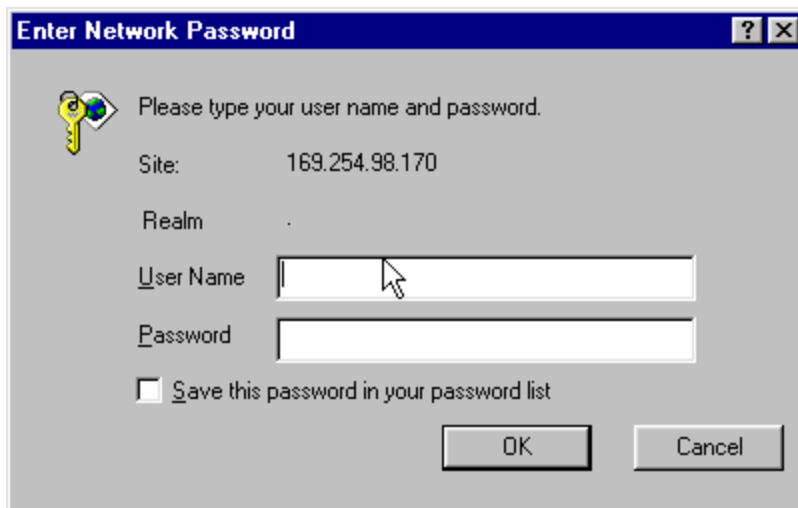 Enter Network Password
Please type your user name and password.
Site: 169.254.98.170
Realm .
User Name
Password
Save this password in your password list
OK Cancel